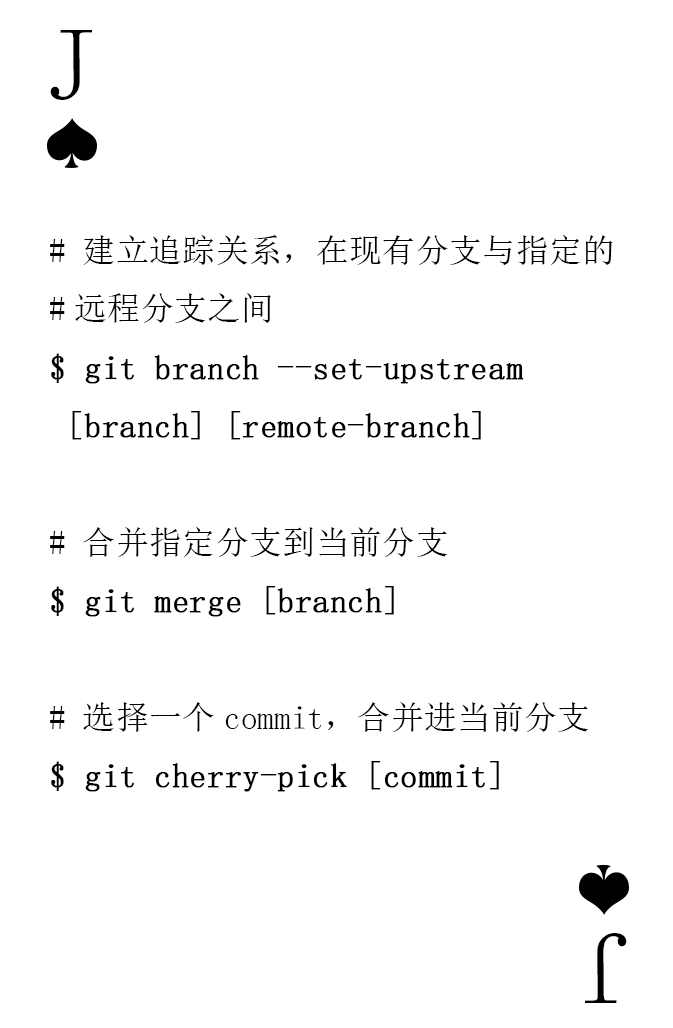 J
# 建立追踪关系，在现有分支与指定的
# 远程分支之间
$ git branch --set-upstream
[branch] [remote-branch]
# 合并指定分支到当前分支
$ git merge [branch]
# 选择一个 commit，合并进当前分支
$ git cherry-pick [commit]
J